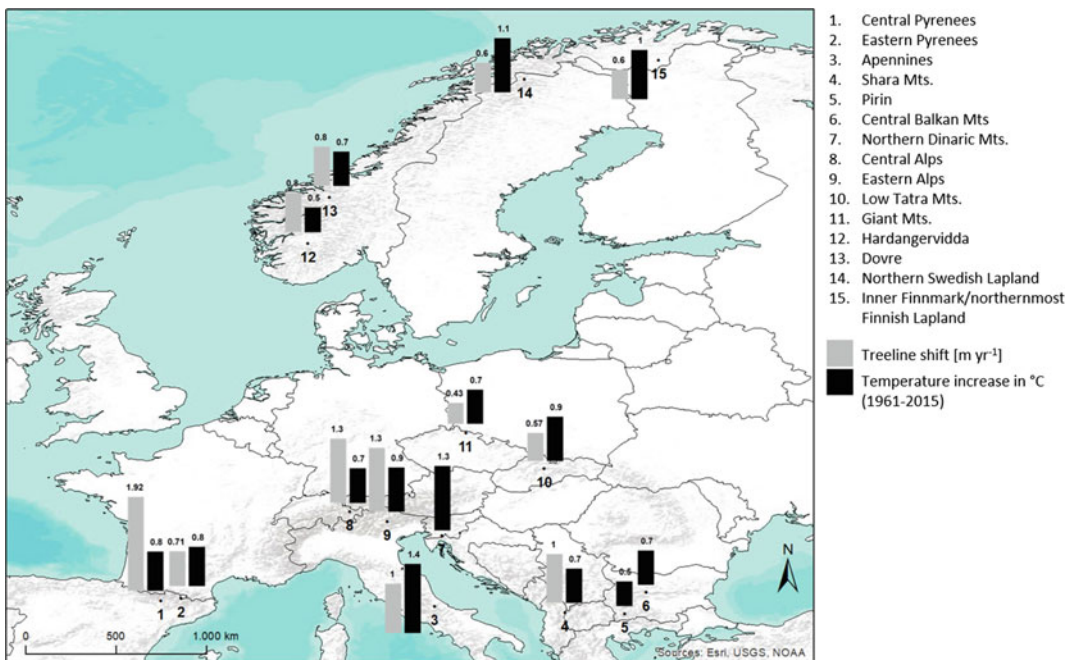 1.1
0.6
14
1
0.6
15
0.8
0.7
13
0.8
0.5
12
0.43
0.7
11
0.57
0.9
10
1.3
0.7
8
1.3
0.9
9
1.3
7
1.92
0.8
1
0.71
0.8
2
1
1.4
3
1
0.7
4
0.5
5
0.7
6
N
0 500 1.000 km
Sources: Esri, USGS, NOAA
1. Central Pyrenees
2. Eastern Pyrenees
3. Apennines
4. Shara Mts.
5. Pirin
6. Central Balkan Mts
7. Northern Dinaric Mts.
8. Central Alps
9. Eastern Alps
10. Low Tatra Mts.
11. Giant Mts.
12. Hardangervidda
13. Dovre
14. Northern Swedish Lapland
15. Inner Finnmark/northernmost
Finnish Lapland
Treeline shift [m yr⁻¹]
Temperature increase in °C
(1961-2015)